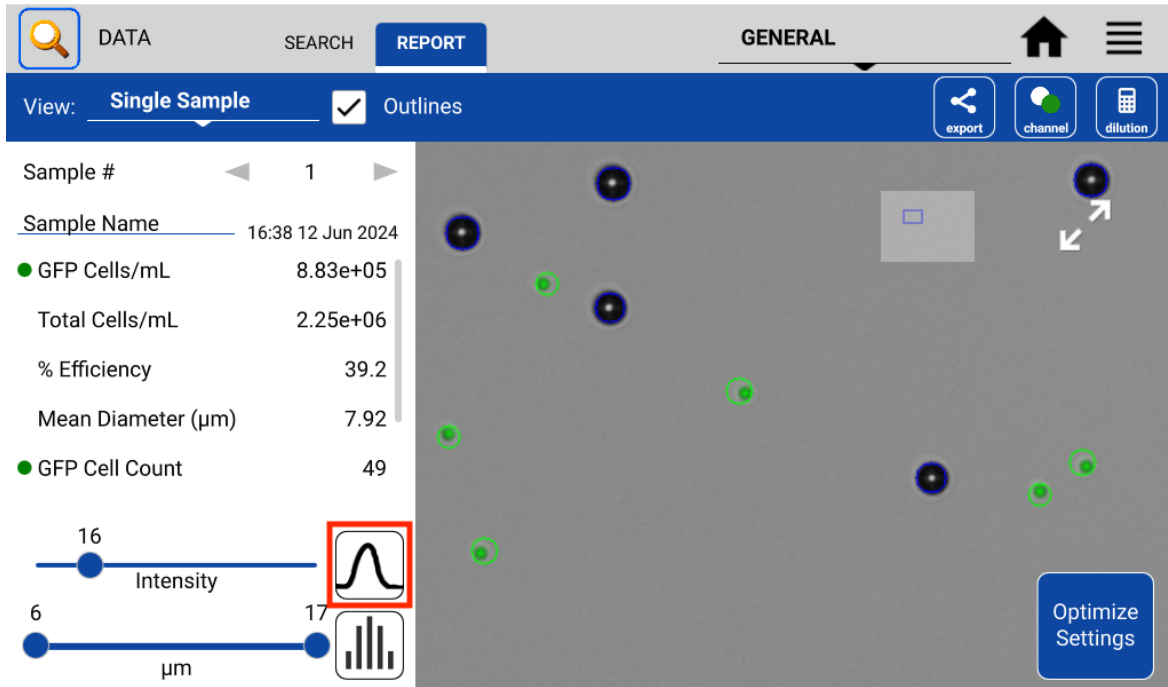 DATA
SEARCH
REPORT
GENERAL
View: Single Sample
Outlines
export
channel
dilution
Sample # 1
Sample Name 16:38 12 Jun 2024
GFP Cells/mL 8.83e+05
Total Cells/mL 2.25e+06
% Efficiency 39.2
Mean Diameter (µm) 7.92
GFP Cell Count 49
16
Intensity
6 17
µm
Optimize
Settings